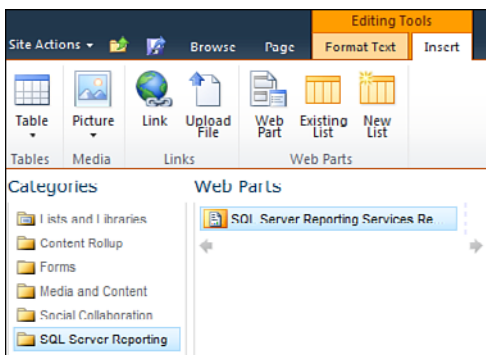 Editing Tools
Site Actions Browse Page Format Text Insert
Table Picture Link Upload File Web Part Existing List New List
Tables Media Links Web Parts
Categories Web Parts
Lists and Libraries SQL Server Reporting Services Re...
Content Rollup
Forms
Media and Content
Social Collaboration
SQL Server Reporting